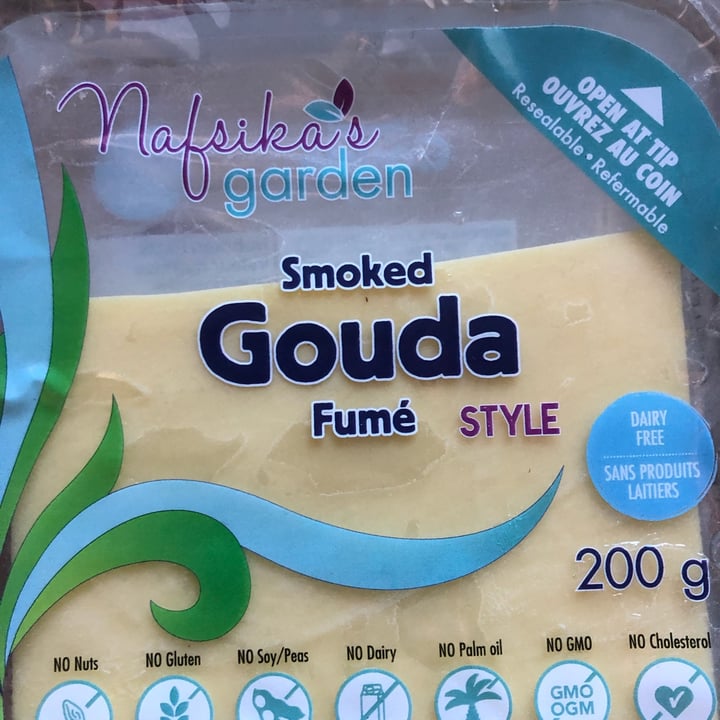 Nafsika's
garden
OPEN AT TIP
OUVREZ AU COIN
Resealable • Refermable
Smoked
Gouda
Fumé STYLE
DAIRY
FREE
SANS PRODUITS
LAITIERS
200 g
NO Nuts NO Gluten NO Soy/Peas NO Dairy NO Palm oil NO GMO NO Cholesterol
GMO
OGM